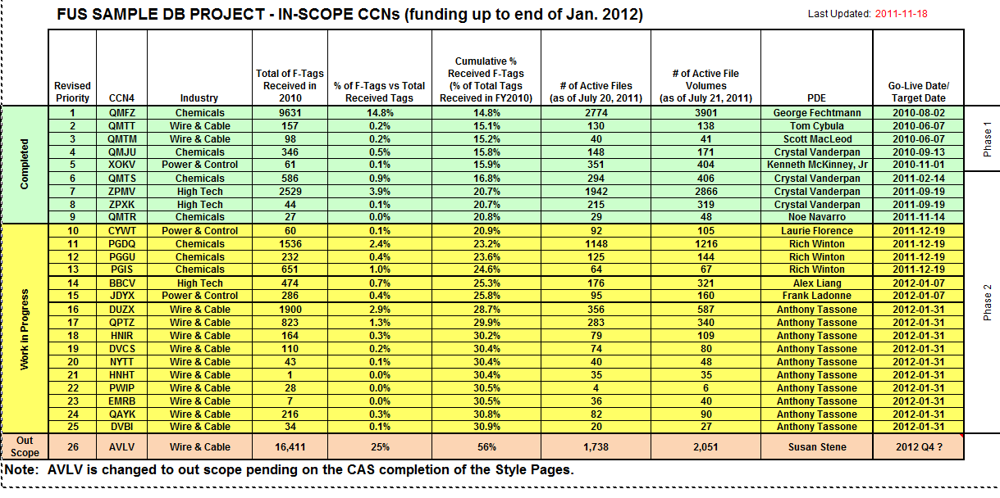 FUS SAMPLE DB PROJECT - IN-SCOPE CCNs (funding up to end of Jan. 2012)
Last Updated: 2011-11-18
Revised Priority CCN4 Industry Total of F-Tags Received in 2010 % of F-Tags vs Total Received Tags Cumulative % Received F-Tags (% of Total Tags Received in FY2010) # of Active Files (as of July 20, 2011) # of Active File Volumes (as of July 21, 2011) PDE Go-Live Date/ Target Date
Completed
Phase 1
1 QMFZ Chemicals 9631 14.8% 14.8% 2774 3901 George Fechtmann 2010-08-02
2 QMTT Wire & Cable 157 0.2% 15.1% 130 138 Tom Cybula 2010-06-07
3 QMTM Wire & Cable 98 0.2% 15.2% 40 41 Scott MacLeod 2010-06-07
4 QMJU Chemicals 346 0.5% 15.8% 148 171 Crystal Vanderpan 2010-09-13
5 XOKV Power & Control 61 0.1% 15.9% 351 404 Kenneth McKinney, Jr 2010-11-01
6 QMTS Chemicals 586 0.9% 16.8% 294 406 Crystal Vanderpan 2011-02-14
7 ZPMV High Tech 2529 3.9% 20.7% 1942 2866 Crystal Vanderpan 2011-09-19
8 ZPXK High Tech 44 0.1% 20.7% 215 319 Crystal Vanderpan 2011-09-19
9 QMTR Chemicals 27 0.0% 20.8% 29 48 Noe Navarro 2011-11-14
Work in Progress
Phase 2
10 CYWT Power & Control 60 0.1% 20.9% 92 105 Laurie Florence 2011-12-19
11 PGDQ Chemicals 1536 2.4% 23.2% 1148 1216 Rich Winton 2011-12-19
12 PGGU Chemicals 232 0.4% 23.6% 125 144 Rich Winton 2011-12-19
13 PGIS Chemicals 651 1.0% 24.6% 64 67 Rich Winton 2011-12-19
14 BBCV High Tech 474 0.7% 25.3% 176 321 Alex Liang 2012-01-07
15 JDYX Power & Control 286 0.4% 25.8% 95 160 Frank Ladonne 2012-01-07
16 DUZX Wire & Cable 1900 2.9% 28.7% 356 587 Anthony Tassone 2012-01-31
17 QPTZ Wire & Cable 823 1.3% 29.9% 283 340 Anthony Tassone 2012-01-31
18 HNIR Wire & Cable 164 0.3% 30.2% 79 109 Anthony Tassone 2012-01-31
19 DVCS Wire & Cable 110 0.2% 30.4% 74 80 Anthony Tassone 2012-01-31
20 NYTT Wire & Cable 43 0.1% 30.4% 40 48 Anthony Tassone 2012-01-31
21 HNHT Wire & Cable 1 0.0% 30.4% 35 35 Anthony Tassone 2012-01-31
22 PWIP Wire & Cable 28 0.0% 30.5% 4 6 Anthony Tassone 2012-01-31
23 EMRB Wire & Cable 7 0.0% 30.5% 36 40 Anthony Tassone 2012-01-31
24 QAYK Wire & Cable 216 0.3% 30.8% 82 90 Anthony Tassone 2012-01-31
25 DVBI Wire & Cable 34 0.1% 30.9% 20 27 Anthony Tassone 2012-01-31
Out Scope 26 AVLV Wire & Cable 16,411 25% 56% 1,738 2,051 Susan Stene 2012 Q4 ?
Note: AVLV is changed to out scope pending on the CAS completion of the Style Pages.